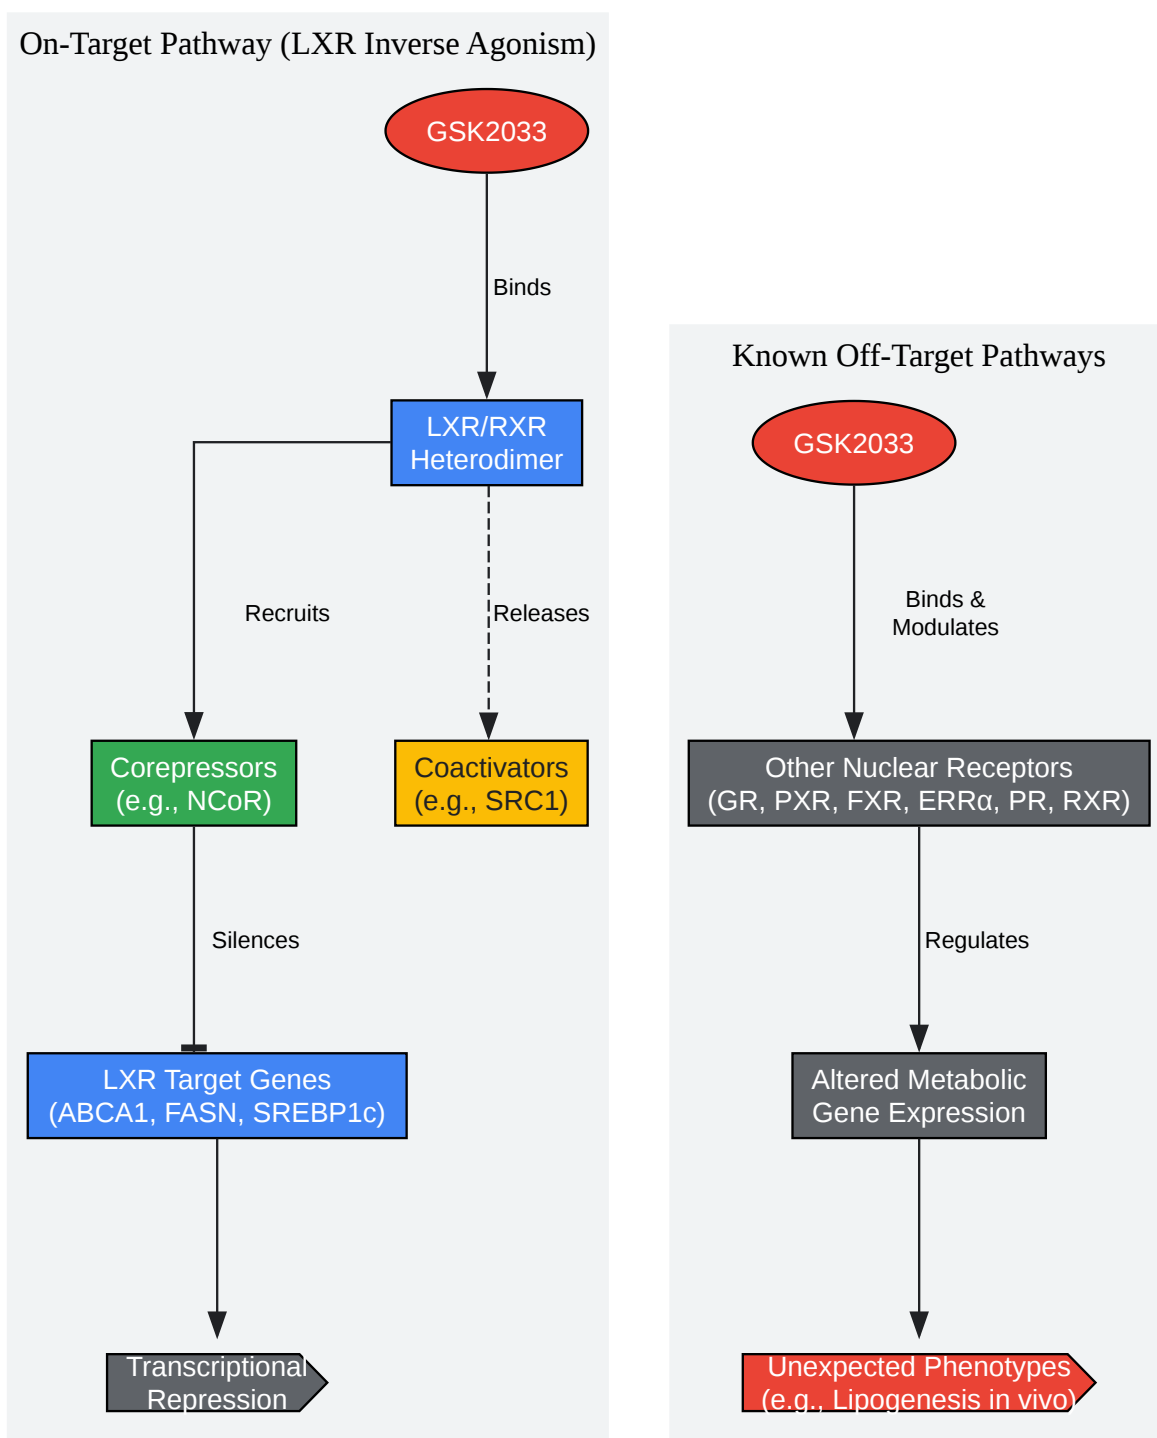 On-Target Pathway (LXR Inverse Agonism)
GSK2033
Binds
LXR/RXR
Heterodimer
Recruits
Releases
Corepressors
(e.g., NCoR)
Coactivators
(e.g., SRC1)
Silences
LXR Target Genes
(ABCA1, FASN, SREBP1c)
Transcriptional
Repression
Known Off-Target Pathways
GSK2033
Binds &
Modulates
Other Nuclear Receptors
(GR, PXR, FXR, ERRα, PR, RXR)
Regulates
Altered Metabolic
Gene Expression
Unexpected Phenotypes
(e.g., Lipogenesis in vivo)